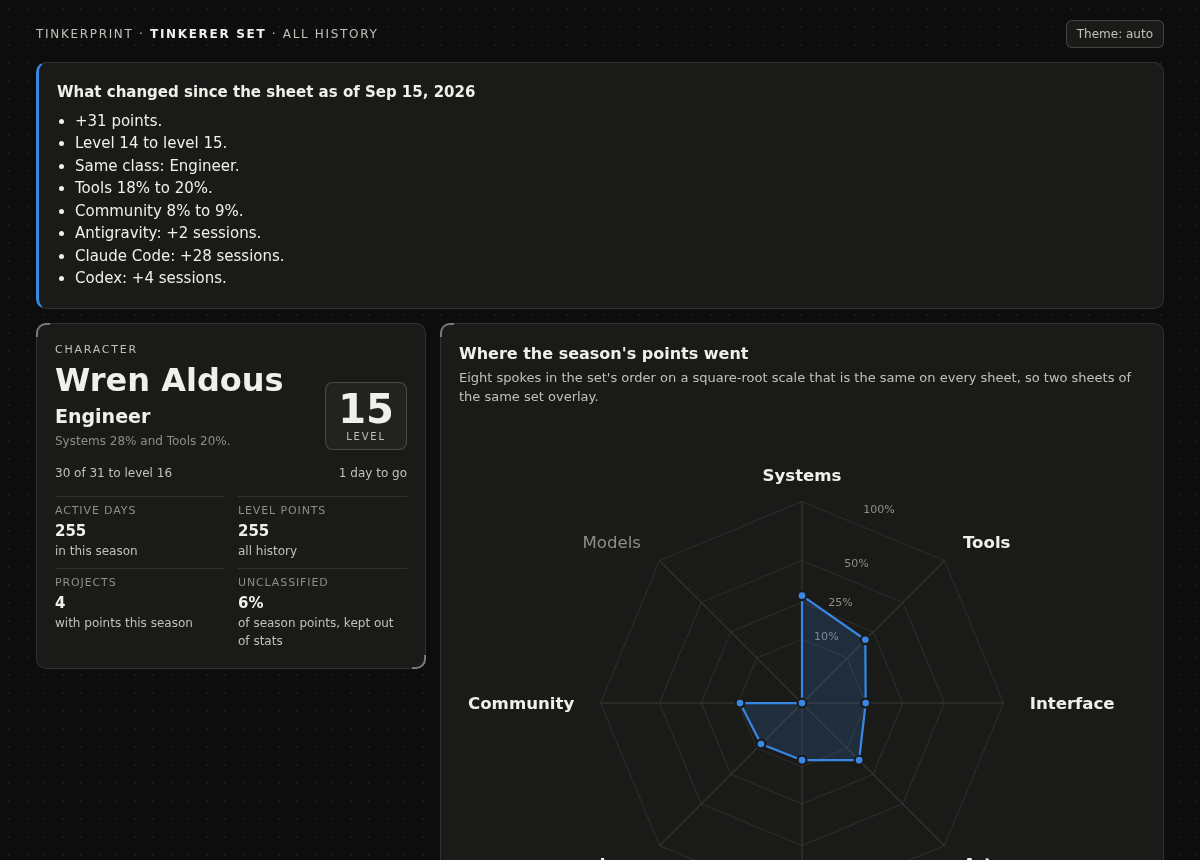 TINKERPRINT · TINKERER SET · ALL HISTORY
Theme: auto
What changed since the sheet as of Sep 15, 2026
+31 points.
Level 14 to level 15.
Same class: Engineer.
Tools 18% to 20%.
Community 8% to 9%.
Antigravity: +2 sessions.
Claude Code: +28 sessions.
Codex: +4 sessions.
CHARACTER
Wren Aldous
Engineer
Systems 28% and Tools 20%.
15
LEVEL
30 of 31 to level 16
1 day to go
ACTIVE DAYS
255
in this season
LEVEL POINTS
255
all history
PROJECTS
4
with points this season
UNCLASSIFIED
6%
of season points, kept out
of stats
Where the season's points went
Eight spokes in the set's order on a square-root scale that is the same on every sheet, so two sheets of
the same set overlay.
Systems
100%
Models
Tools
50%
25%
10%
Community
Interface